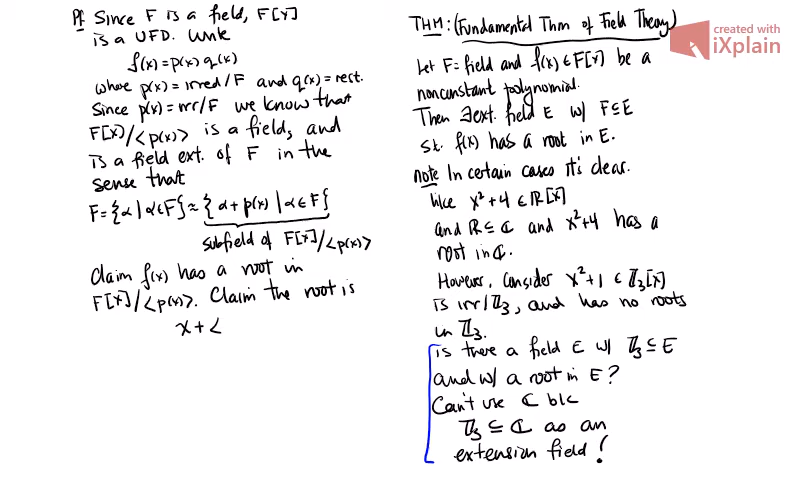 Pf Since F is a field, F[x]
is a UFD. Write
f(x)=p(x) q(x)
where p(x)=irred/F and q(x)=rest.
Since p(x)=irr/F we know that
F[x]/<p(x)> is a field, and
is a field ext. of F in the
sense that
F={α | α∈F} ≈ {α+p(x) | α∈F}
subfield of F[x]/<p(x)>
Claim f(x) has a root in
F[x]/<p(x)>. Claim the root is
x+<
THM: (Fundamental Thm of Field Theory)
Let F=field and f(x)∈F[x] be a
nonconstant polynomial.
Then ∃ext. field E w/ F⊆E
st. f(x) has a root in E.
note In certain cases it's clear.
like x²+4 ∈ ℝ[x]
and ℝ⊆ℂ and x²+4 has a
root in ℂ.
However, consider x²+1 ∈ ℤ₃[x]
is irr/ℤ₃, and has no roots
in ℤ₃.
is there a field E w/ ℤ₃⊆E
and w/ a root in E?
Can't use ℂ b/c
ℤ₃⊆ℂ as an
extension field!
created with
iXplain